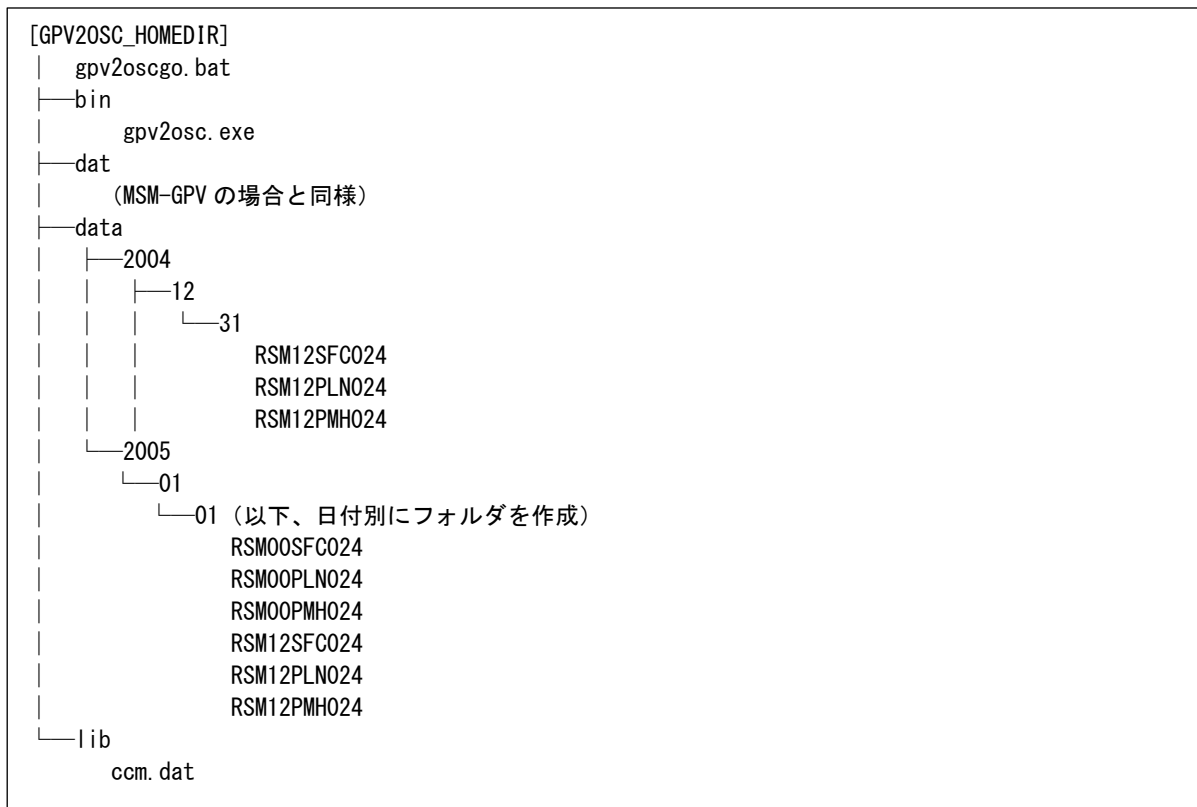 [GPV2OSC_HOMEDIR]
│ gpv2oscgo.bat
├──bin
│ gpv2osc.exe
├──dat
│ （MSM-GPV の場合と同様）
├──data
│ ├──2004
│ │ ├──12
│ │ │ └──31
│ │ │ RSM12SFC024
│ │ │ RSM12PLN024
│ │ │ RSM12PMH024
│ └──2005
│ └──01
│ └──01（以下、日付別にフォルダを作成）
│ RSM00SFC024
│ RSM00PLN024
│ RSM00PMH024
│ RSM12SFC024
│ RSM12PLN024
│ RSM12PMH024
└──lib
ccm.dat